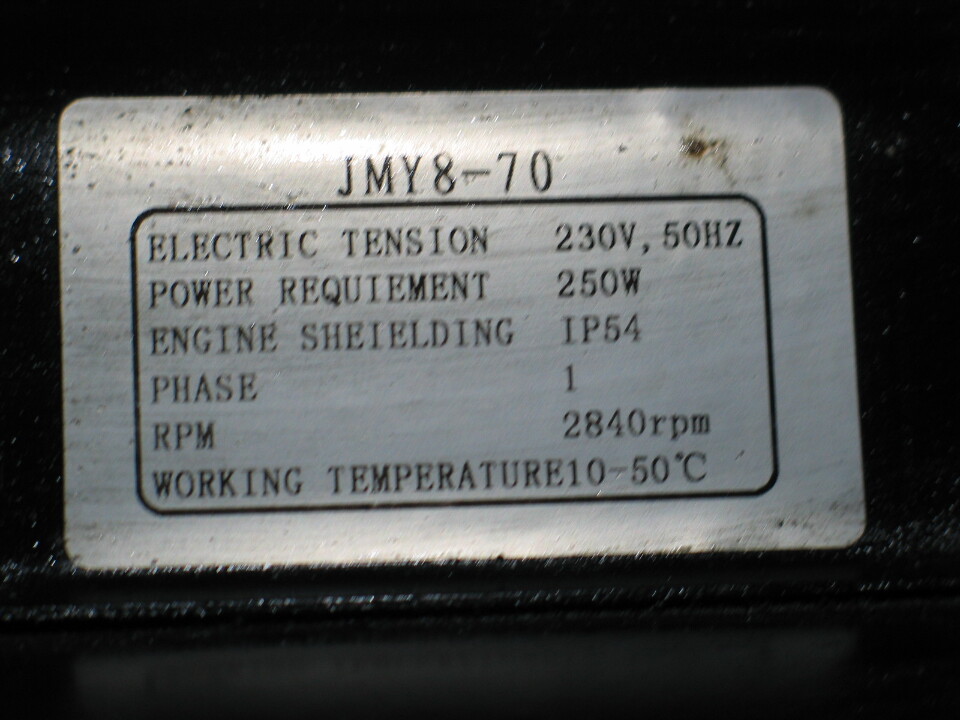 JMY8-70
ELECTRIC TENSION 230V, 50HZ
POWER REQUIEMENT 250W
ENGINE SHEIELDING IP54
PHASE 1
RPM 2840rpm
WORKING TEMPERATURE10-50℃